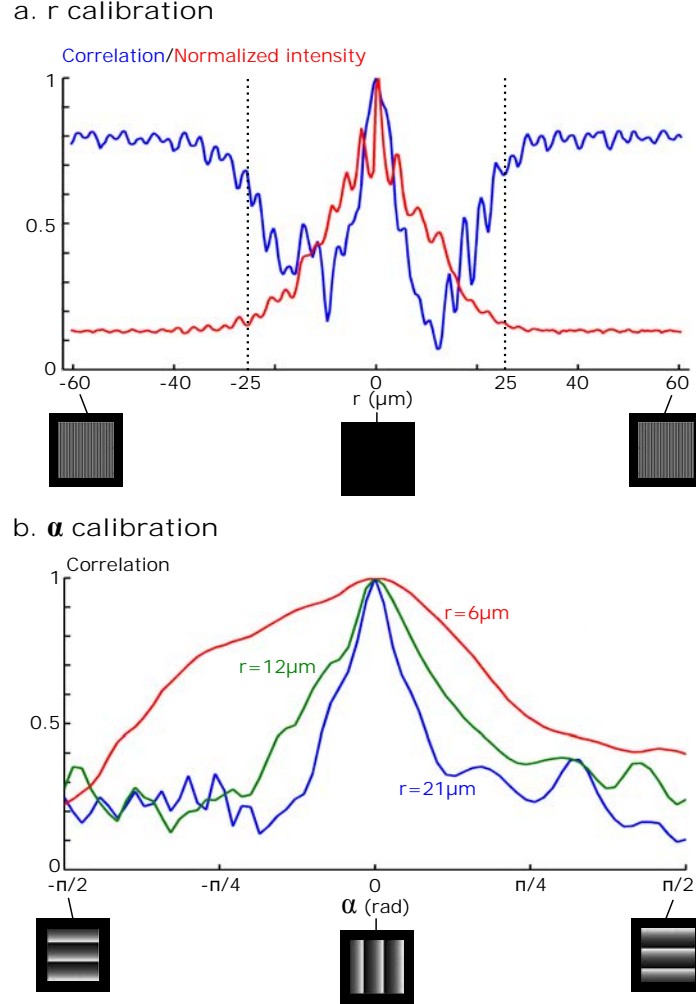 a. r calibration
Correlation/Normalized intensity
1
0.5
0
-60 -40 -25 0 25 40 60
r (µm)
b. α calibration
Correlation
1
r=6µm
r=12µm
0.5
r=21µm
0
-π/2 -π/4 0 π/4 π/2
α (rad)